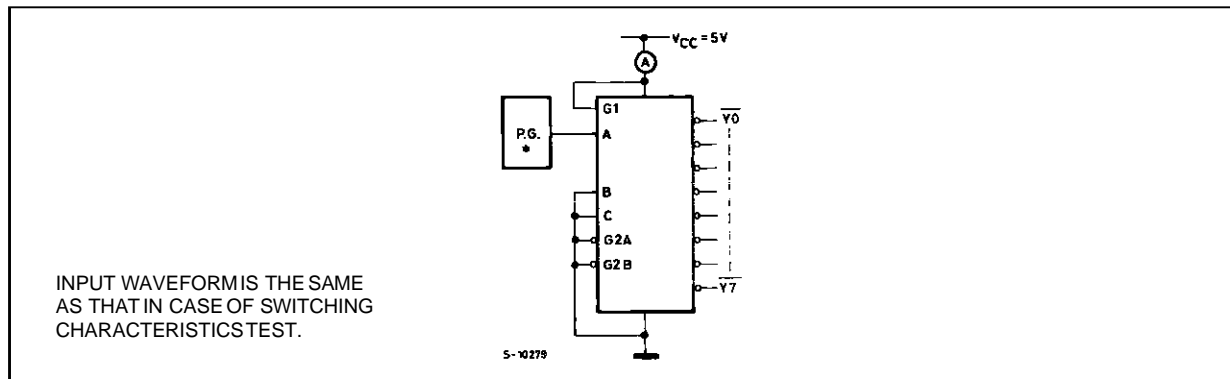 V CC = 5V
A
G1
P.G.
*
A
Y0
B
C
G2A
G2B
Y7
INPUT WAVEFORM IS THE SAME
AS THAT IN CASE OF SWITCHING
CHARACTERISTICS TEST.
S-10279